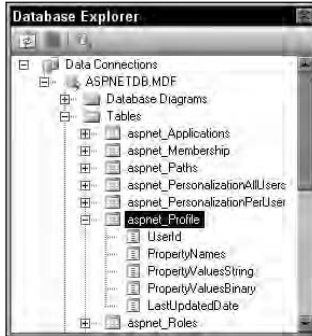 Database Explorer
Data Connections
ASPNETDB.MDF
Database Diagrams
Tables
aspnet_Applications
aspnet_Membership
aspnet_Paths
aspnet_PersonalizationAllUsers
aspnet_PersonalizationPerUser
aspnet_Profile
UserId
PropertyNames
PropertyValuesString
PropertyValuesBinary
LastUpdatedDate
aspnet_Roles